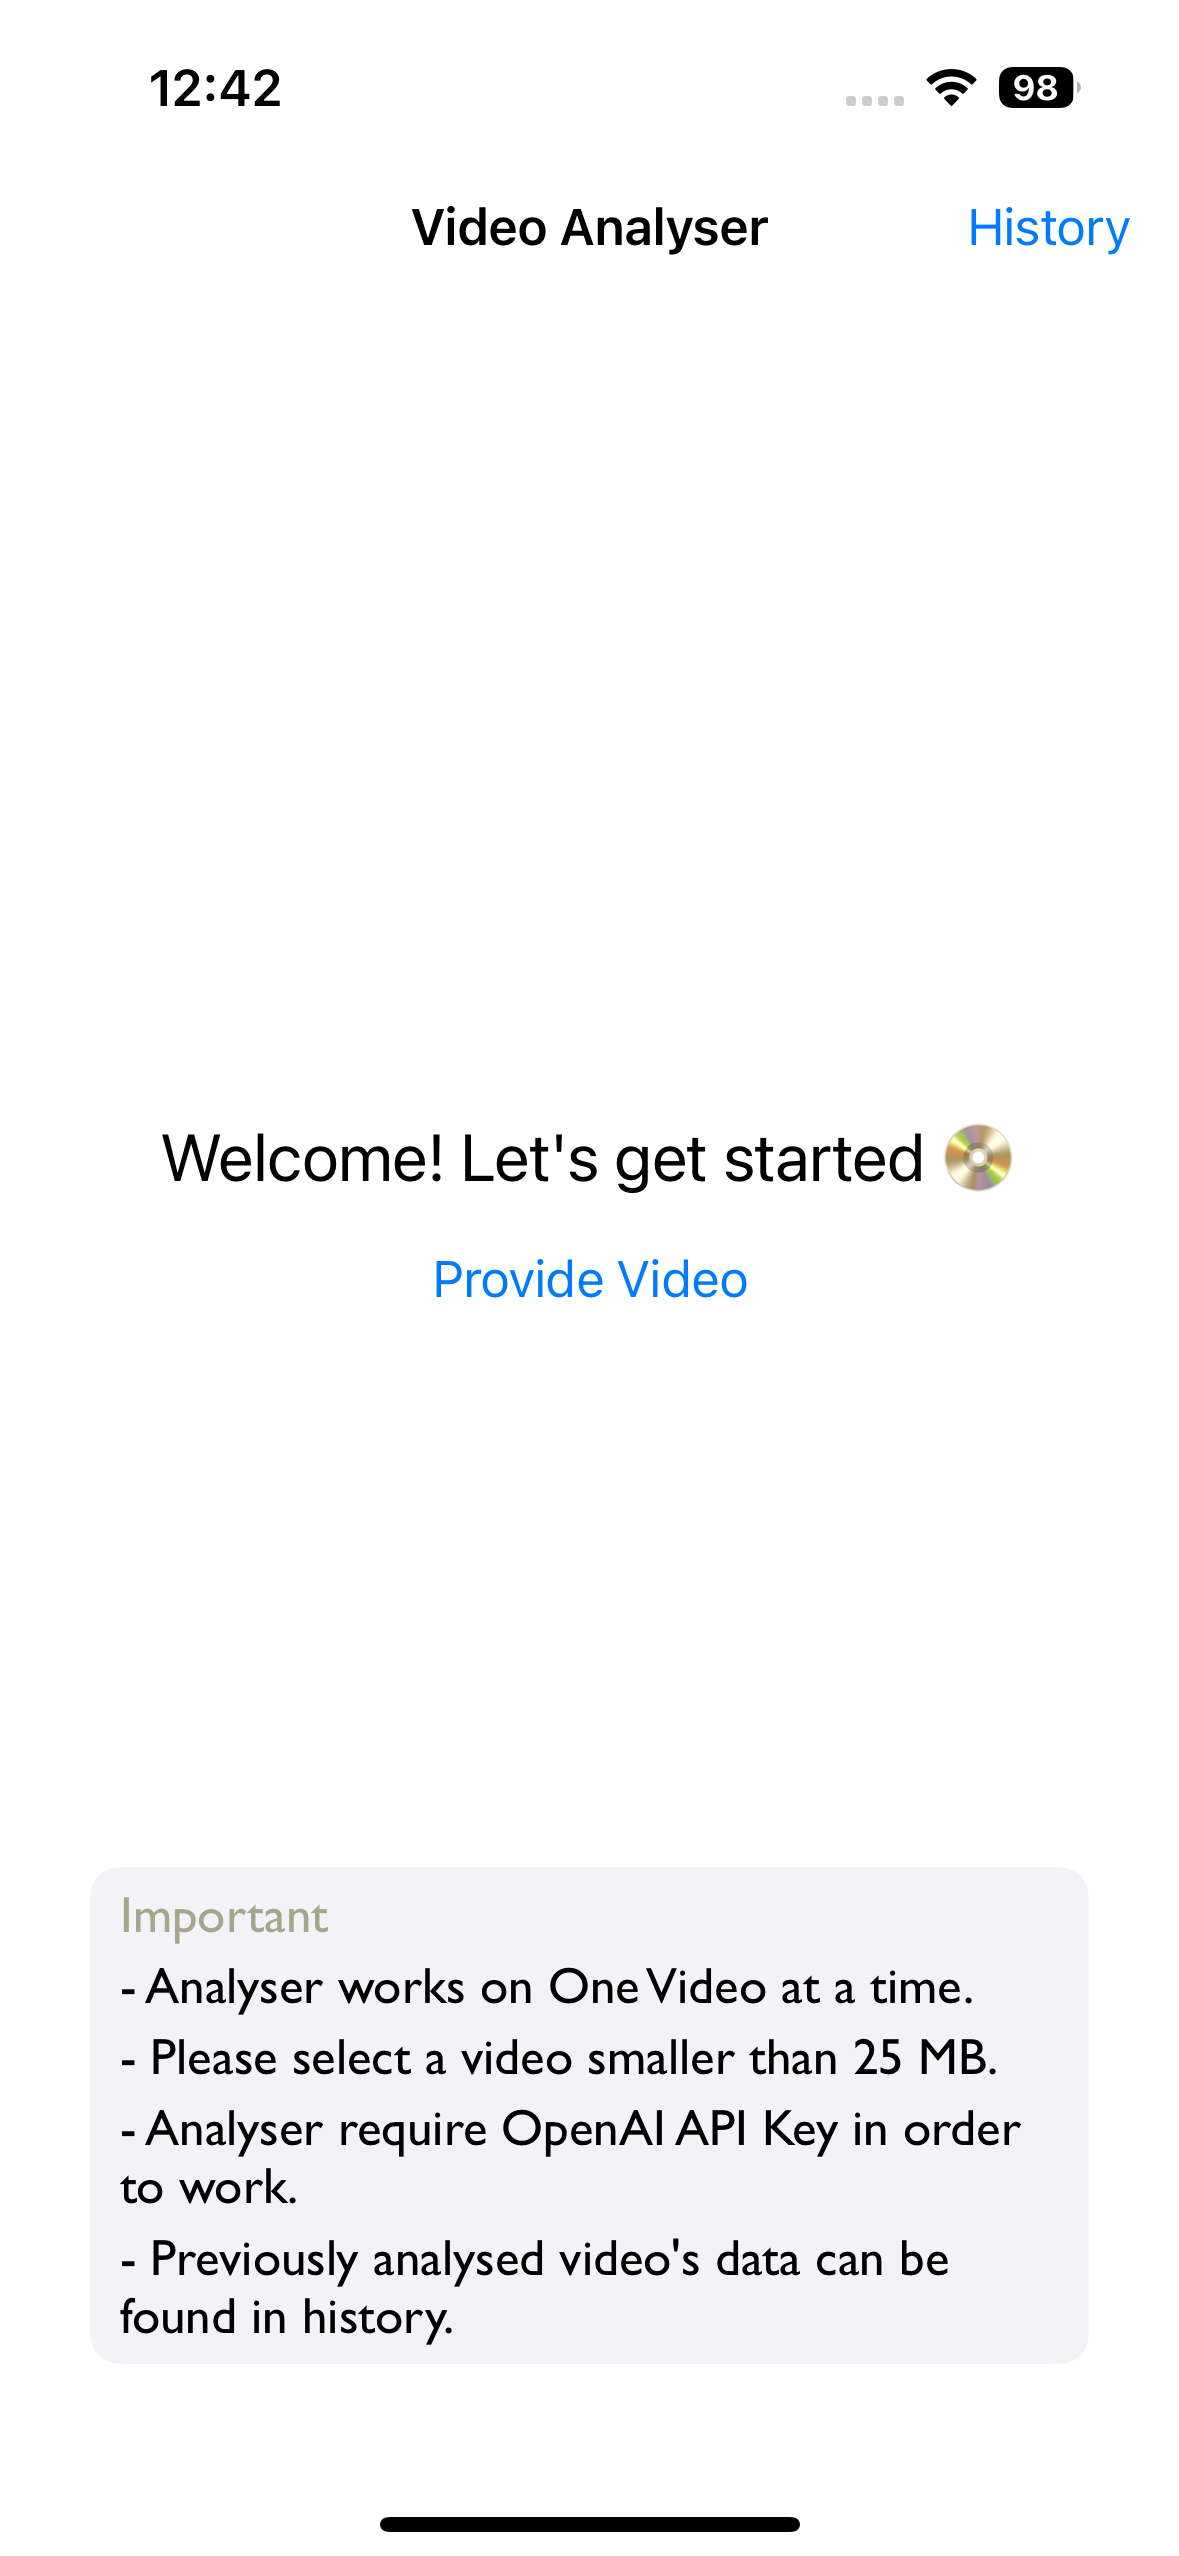 12:42
98
Video Analyser
History
Welcome! Let's get started 📀
Provide Video
Important
- Analyser works on One Video at a time.
- Please select a video smaller than 25 MB.
- Analyser require OpenAI API Key in order
to work.
- Previously analysed video's data can be
found in history.